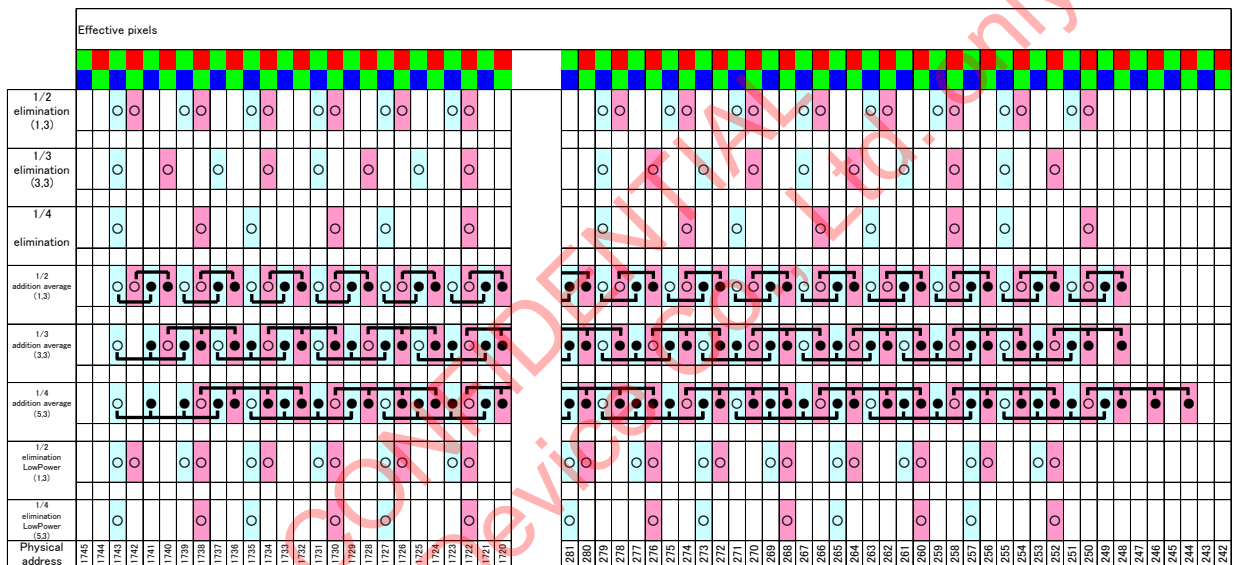 Effective pixels
1/2
elimination
(1,3)
1/3
elimination
(3,3)
1/4
elimination
1/2
addition average
(1,3)
1/3
addition average
(3,3)
1/4
addition average
(5,3)
1/2
elimination
LowPower
(1,3)
1/4
elimination
LowPower
(5,3)
Physical
address
1745 1744 1743 1742 1741 1740 1739 1738 1737 1736 1735 1734 1733 1732 1731 1730 1729 1728 1727 1726 1725 1724 1723 1722 1721 1720 281 280 279 278 277 276 275 274 273 272 271 270 269 268 267 266 265 264 263 262 261 260 259 258 257 256 255 254 253 252 251 250 249 248 247 246 245 244 243 242
CONFIDENTIAL
Device Co., Ltd. only